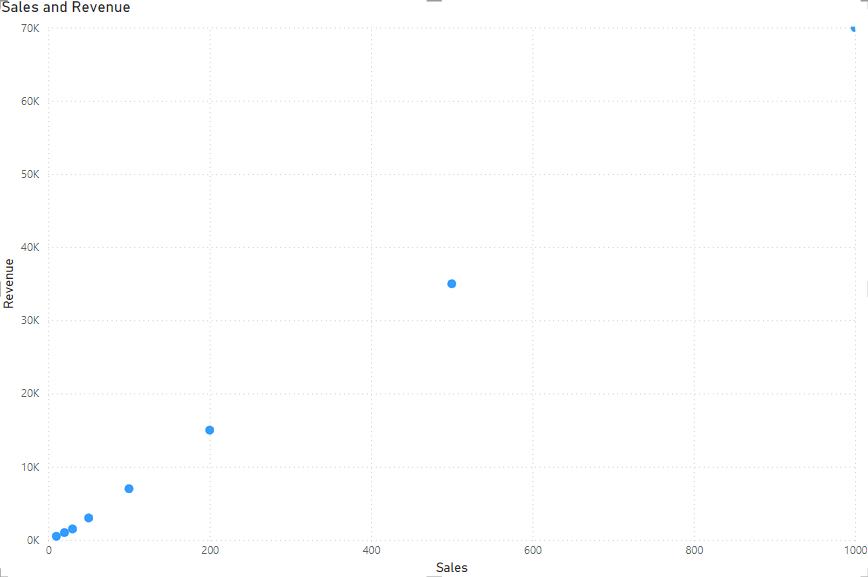 Sales and Revenue
70K
60K
50K
40K
30K
20K
10K
0K
Revenue
0 200 400 600 800 1000
Sales